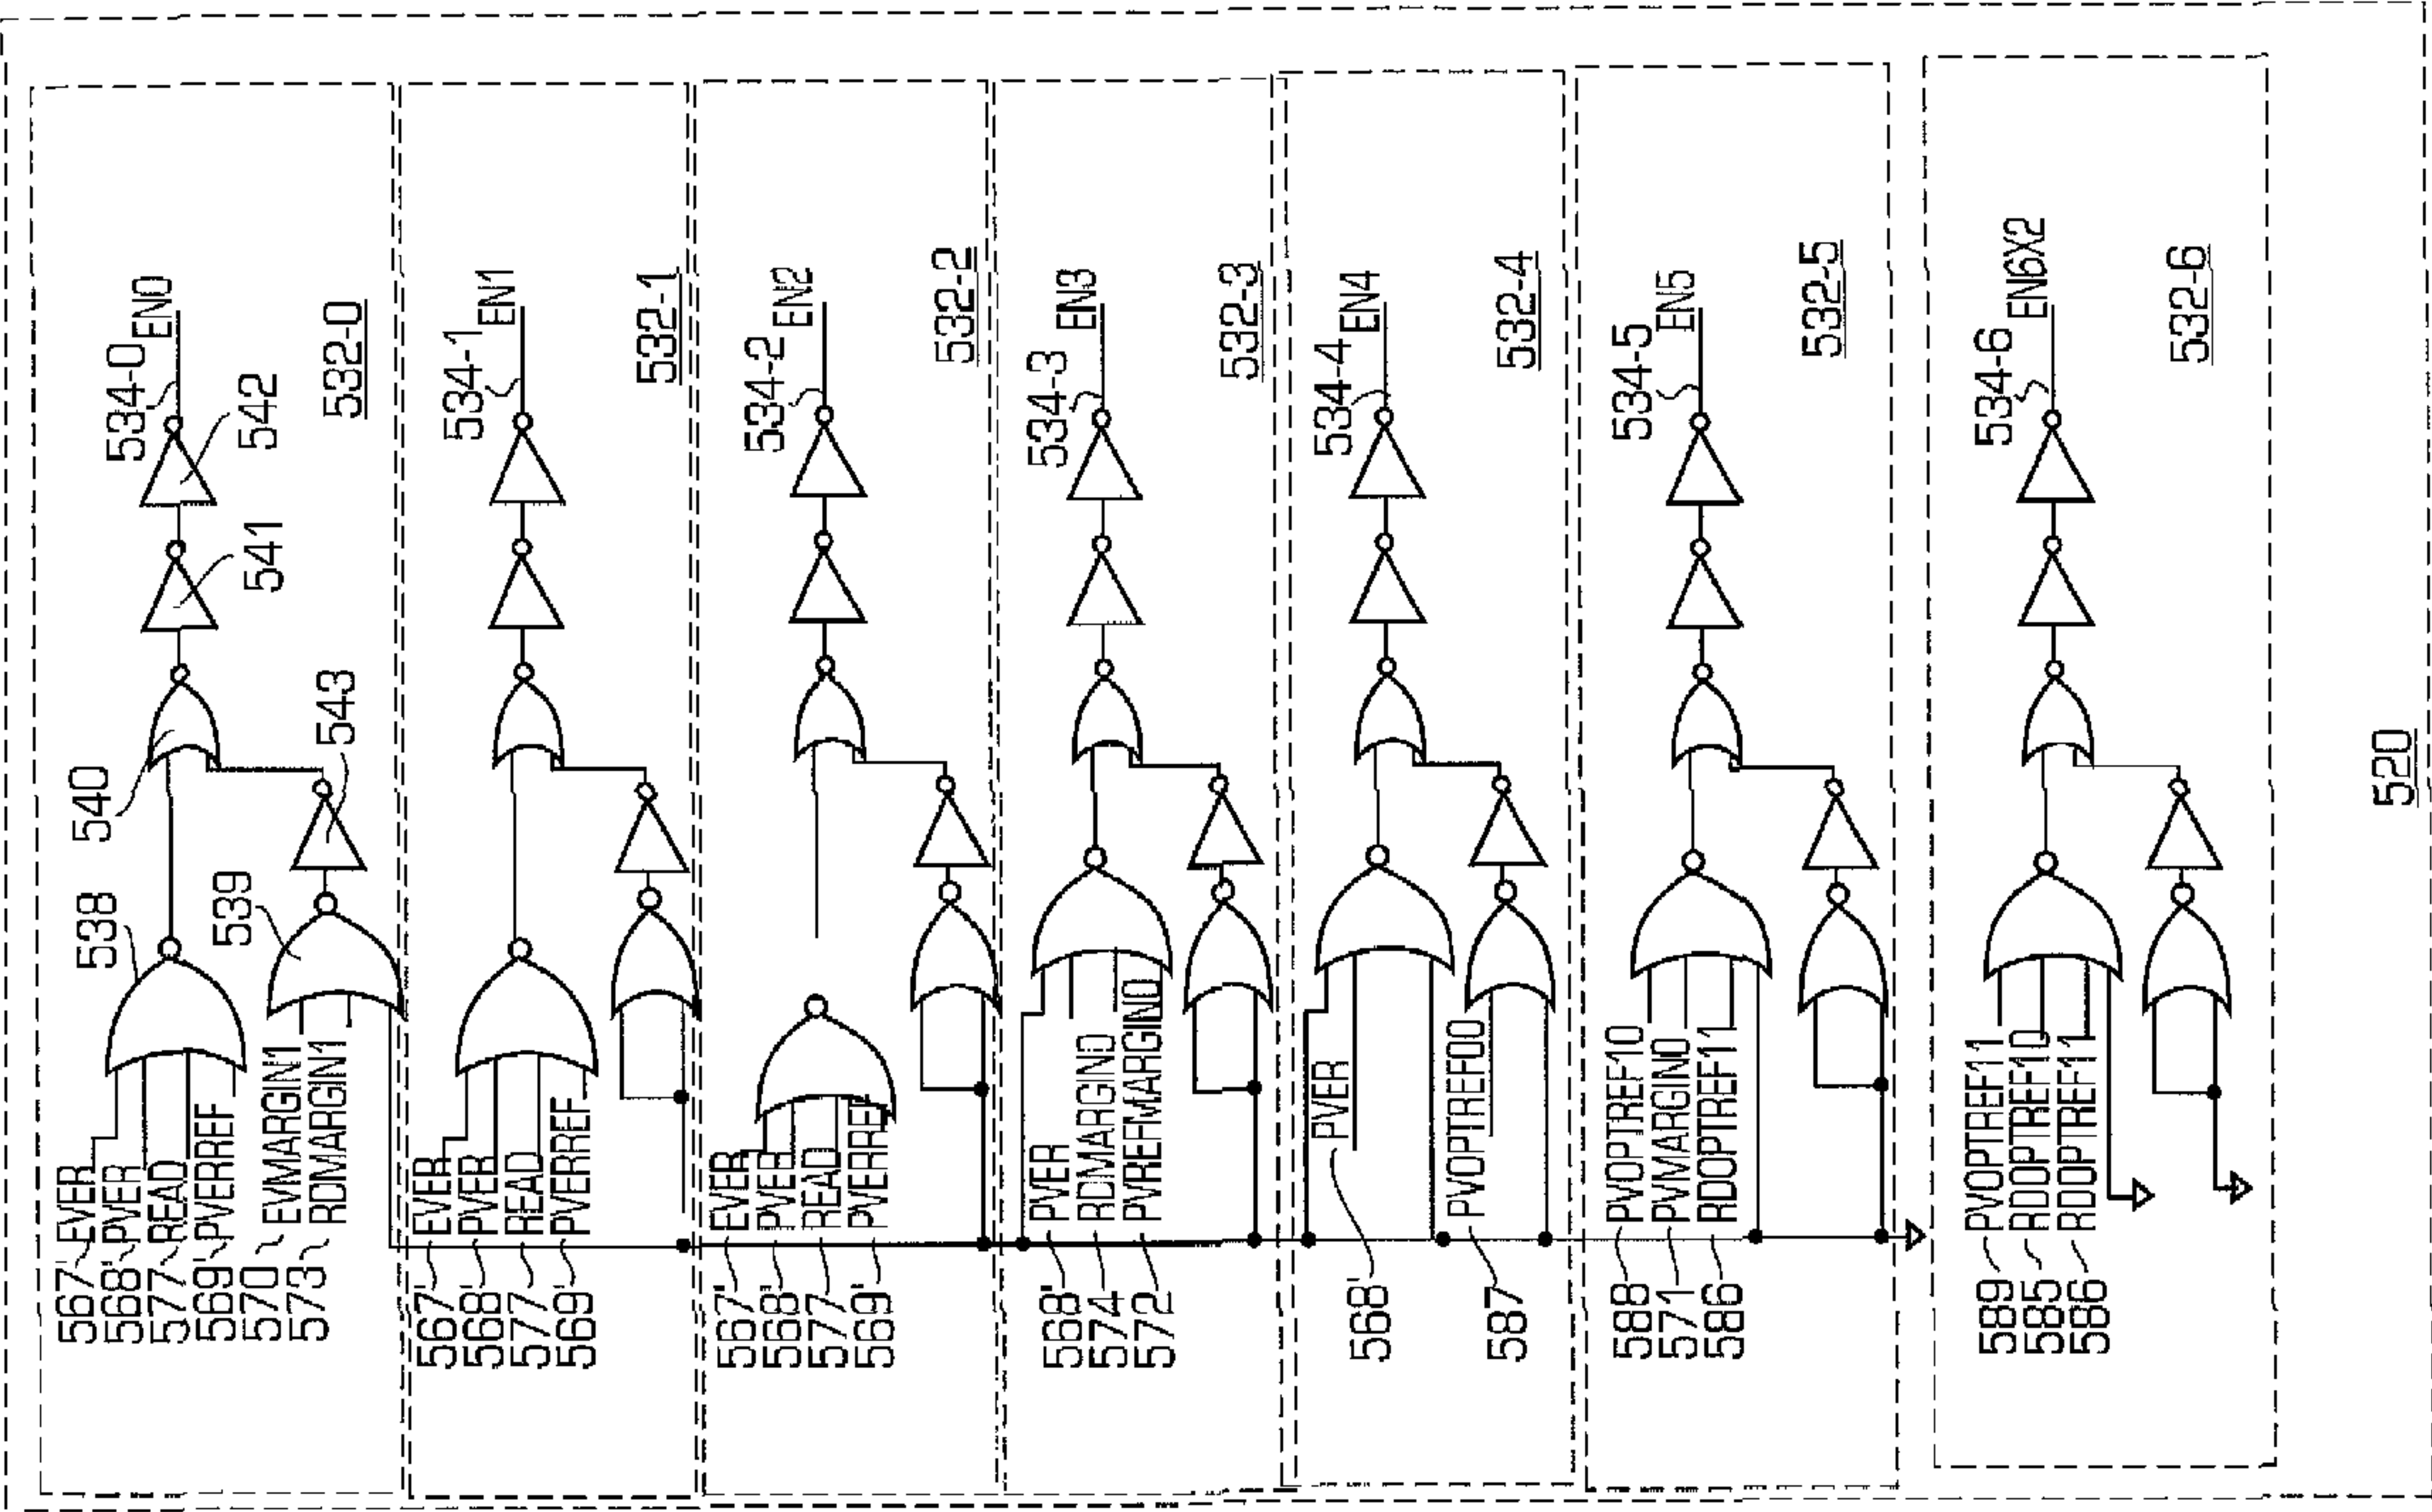 567' EVER
568' PVER
577 READ
569' PVERREF
570 EVMARGIN1
573 RDMARGIN1
538
539
540
543
541
542
534-0
EN0
532-0
567' EVER
568' PVER
577 READ
569' PVERREF
534-1
EN1
532-1
567' EVER
568' PVER
577 READ
569' PVERREF
534-2
EN2
532-2
568' PVER
574 RDMARGIN0
572 PVREFMARGIN0
534-3
EN3
532-3
568' PVER
587 PVOPTREF00
534-4
EN4
532-4
588 PVOPTREF10
571 PVMARGIN0
586 RDOPTREF11
534-5
EN5
532-5
589 PVOPTREF11
585 RDOPTREF10
586 RDOPTREF11
534-6
EN6X2
532-6
520